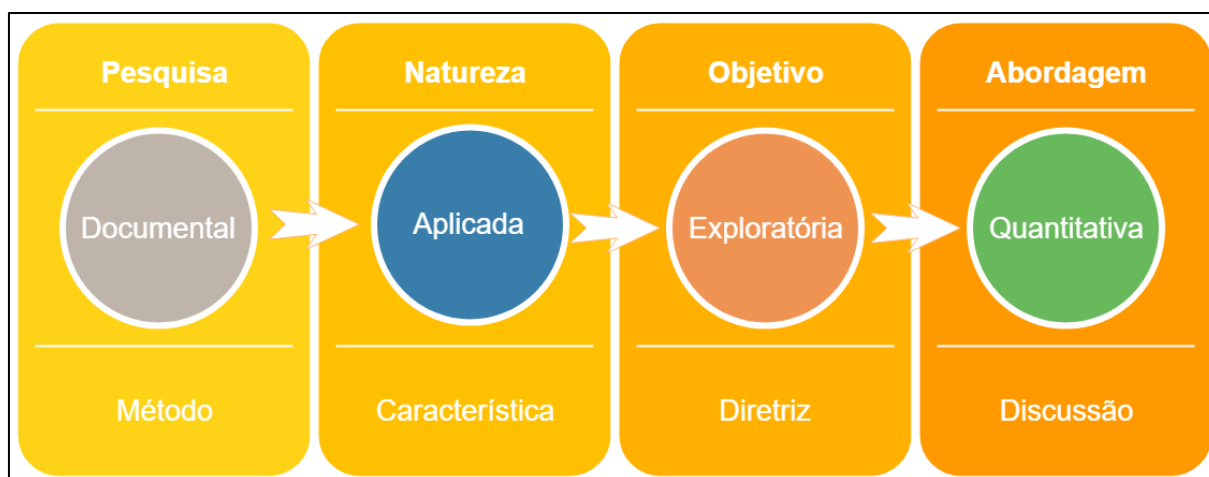 Pesquisa
Natureza
Objetivo
Abordagem
Documental
Aplicada
Exploratória
Quantitativa
Método
Característica
Diretriz
Discussão